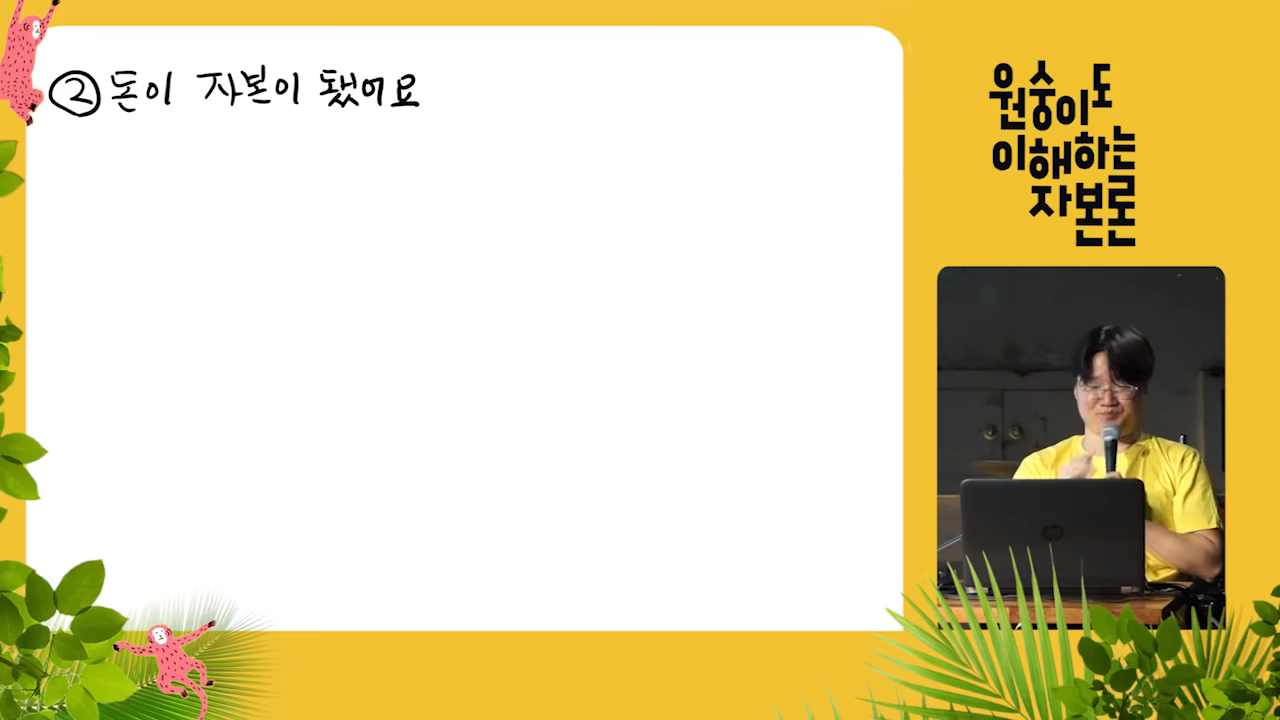 ② 돈이 자본이 됐어요
원숭이도
이해하는
자본론